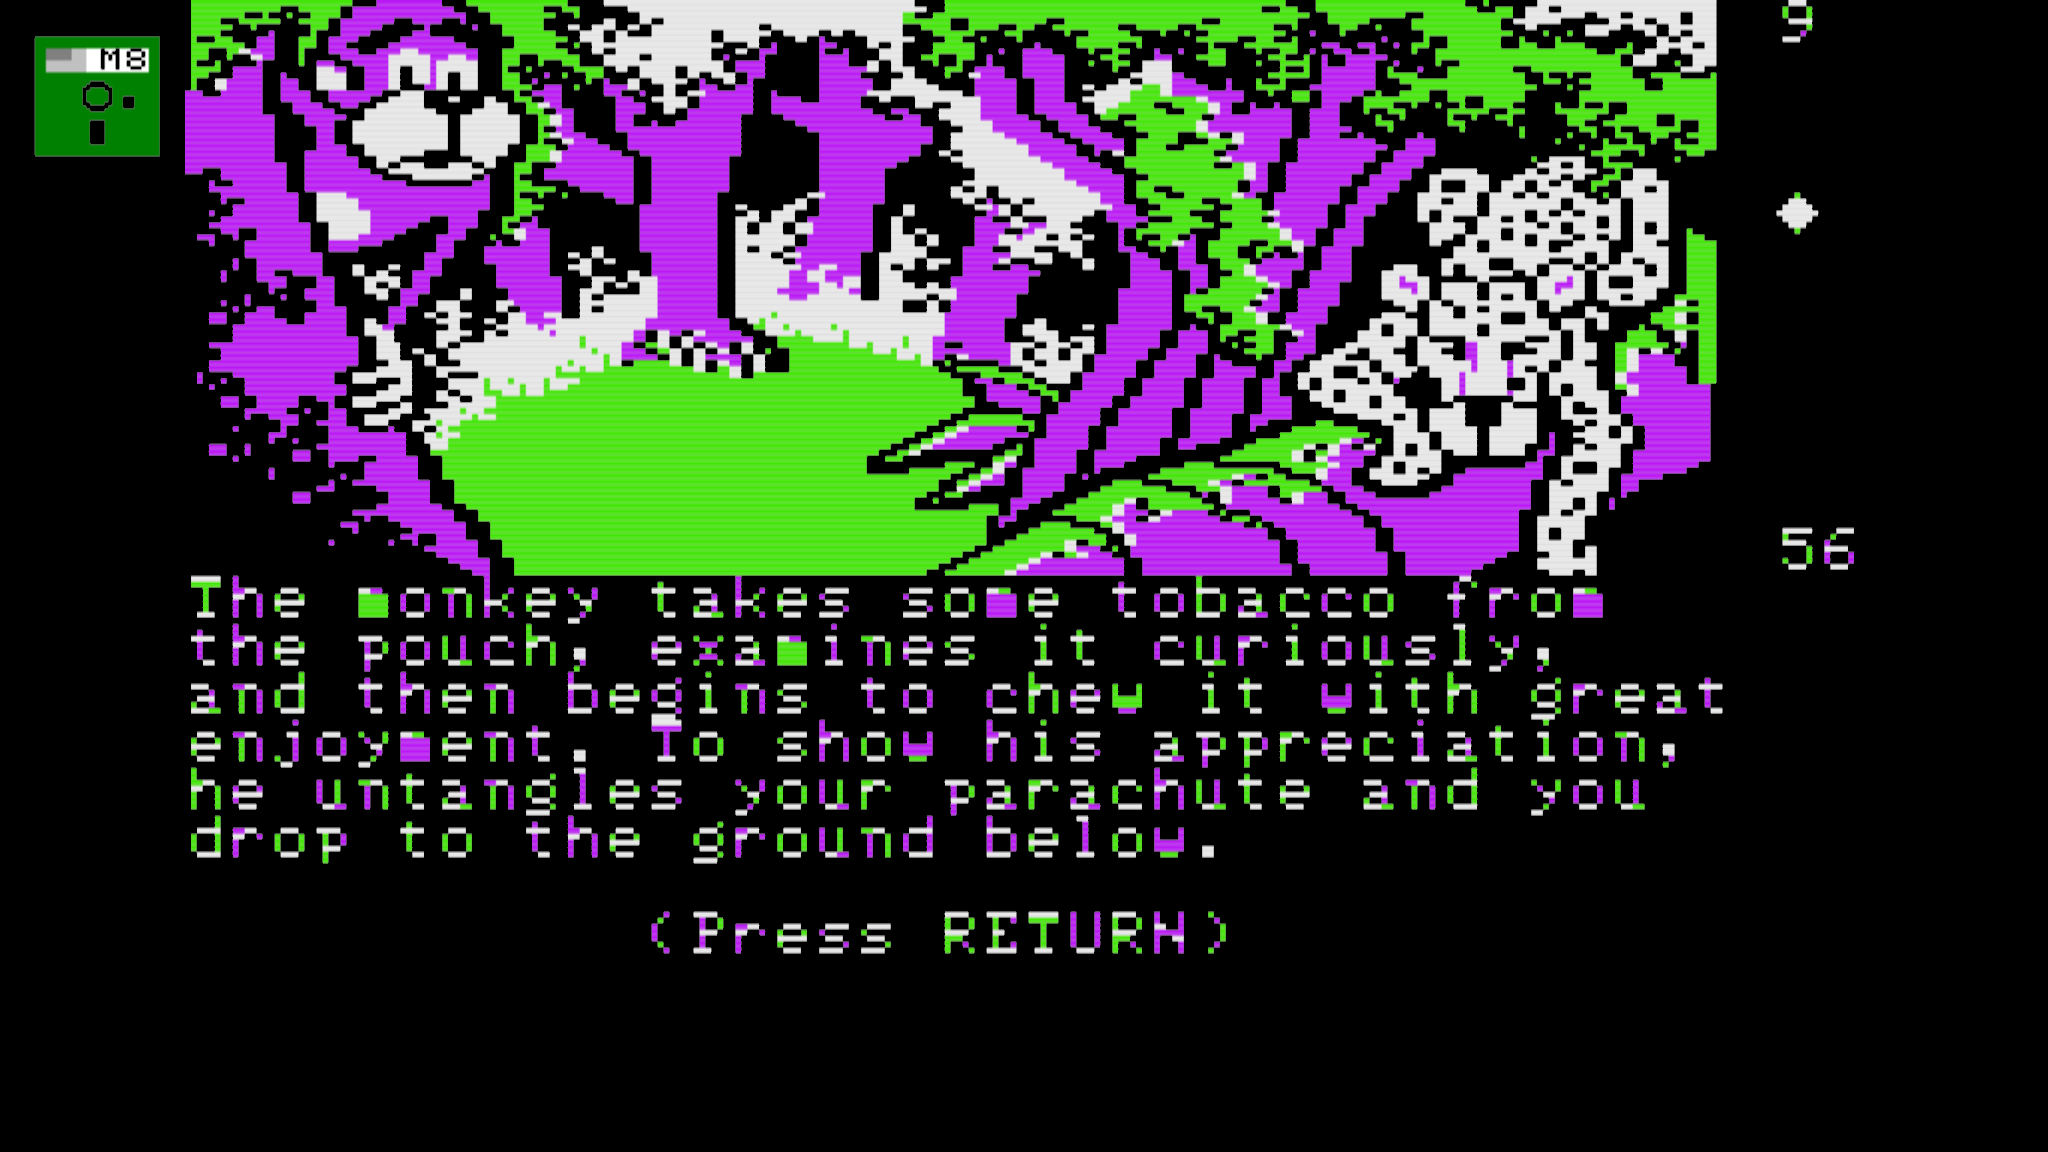 9
M8
56
The monkey takes some tobacco from
the pouch, examines it curiously,
and then begins to chew it with great
enjoyment. To show his appreciation,
he untangles your parachute and you
drop to the ground below.
(Press RETURN)